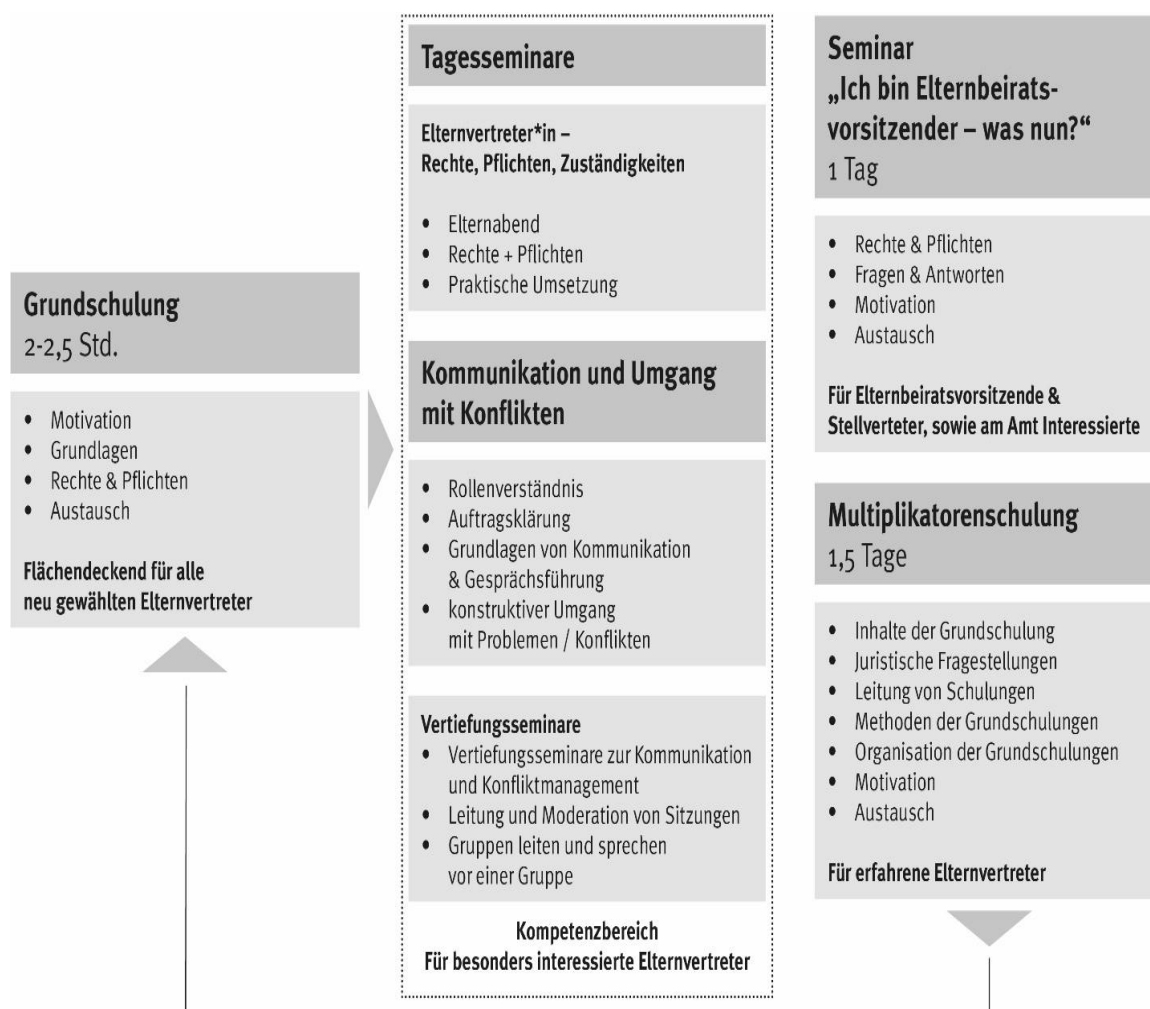 Grundschulung
2-2,5 Std.
• Motivation
• Grundlagen
• Rechte & Pflichten
• Austausch
Flächendeckend für alle
neu gewählten Elternvertreter
Tagesseminare
Elternvertreter*in –
Rechte, Pflichten, Zuständigkeiten
• Elternabend
• Rechte + Pflichten
• Praktische Umsetzung
Kommunikation und Umgang
mit Konflikten
• Rollenverständnis
• Auftragsklärung
• Grundlagen von Kommunikation
& Gesprächsführung
• konstruktiver Umgang
mit Problemen / Konflikten
Vertiefungsseminare
• Vertiefungsseminare zur Kommunikation
und Konfliktmanagement
• Leitung und Moderation von Sitzungen
• Gruppen leiten und sprechen
vor einer Gruppe
Kompetenzbereich
Für besonders interessierte Elternvertreter
Seminar
„Ich bin Elternbeirats-
vorsitzender – was nun?“
1 Tag
• Rechte & Pflichten
• Fragen & Antworten
• Motivation
• Austausch
Für Elternbeiratsvorsitzende &
Stellverteter, sowie am Amt Interessierte
Multiplikatorenschulung
1,5 Tage
• Inhalte der Grundschulung
• Juristische Fragestellungen
• Leitung von Schulungen
• Methoden der Grundschulungen
• Organisation der Grundschulungen
• Motivation
• Austausch
Für erfahrene Elternvertreter